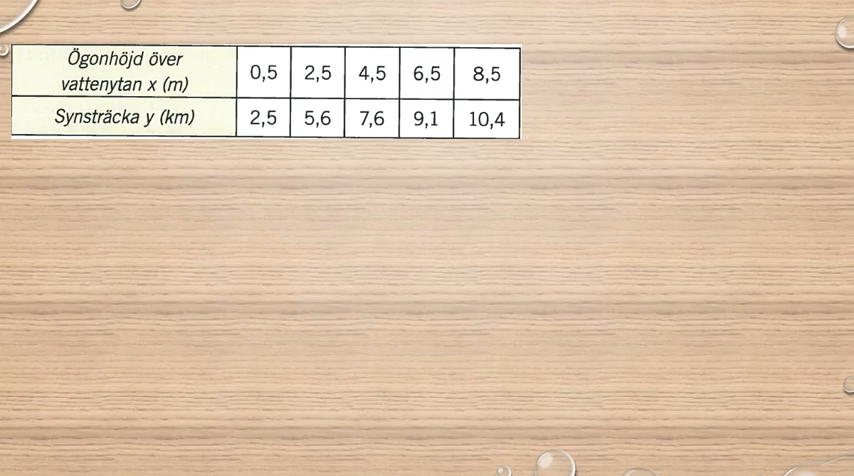 Ögonhöjd över
vattenytan x (m) 0,5 2,5 4,5 6,5 8,5
Synsträcka y (km) 2,5 5,6 7,6 9,1 10,4